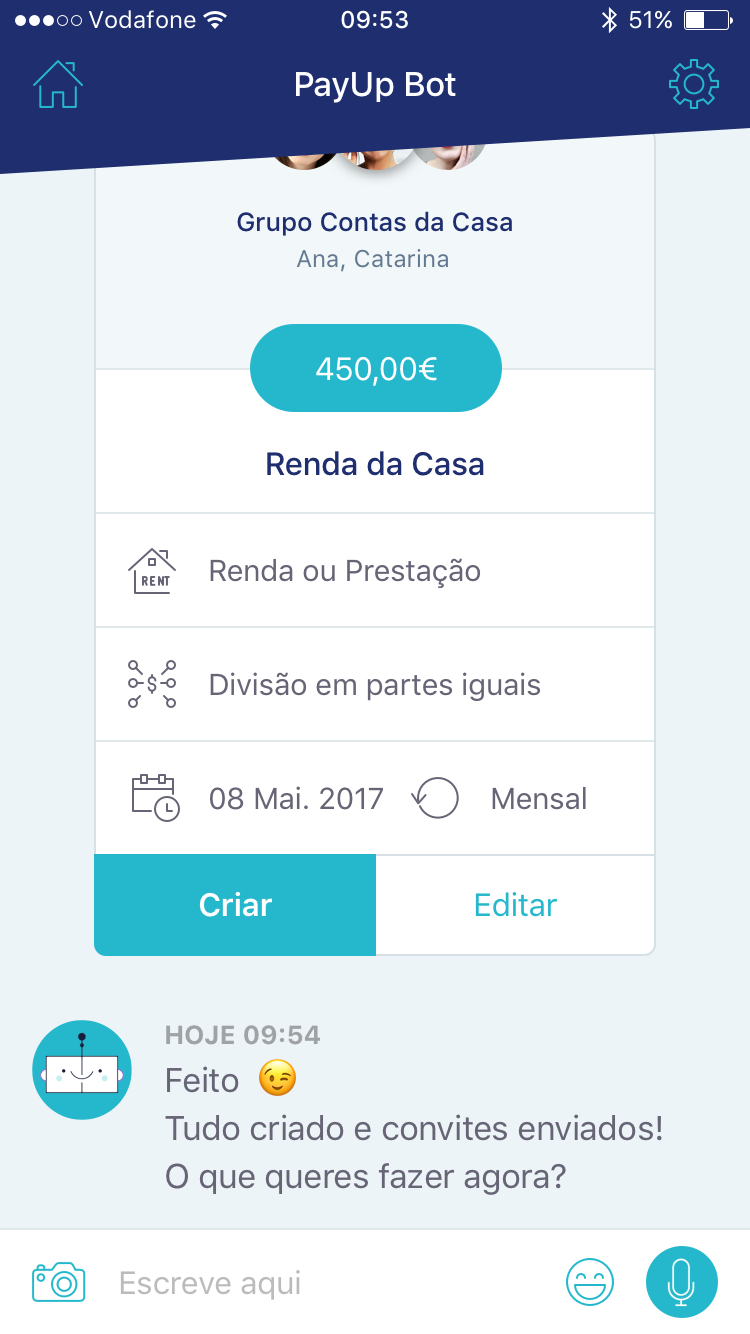 Vodafone 09:53 51%
PayUp Bot
Grupo Contas da Casa
Ana, Catarina
450,00€
Renda da Casa
RENT Renda ou Prestação
$ Divisão em partes iguais
08 Mai. 2017 Mensal
Criar Editar
HOJE 09:54
Feito 😉
Tudo criado e convites enviados!
O que queres fazer agora?
Escreve aqui